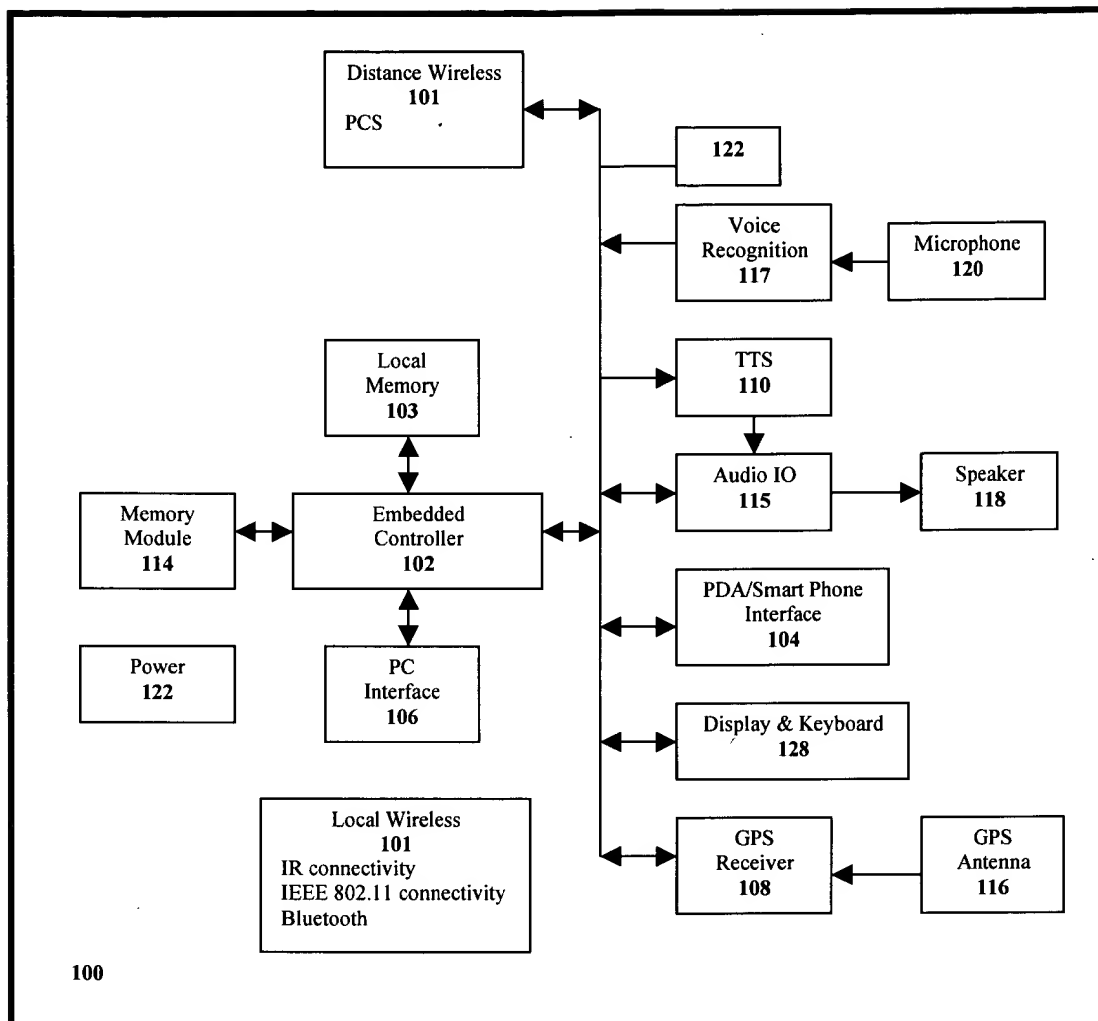 Distance Wireless
101
PCS
122
Voice
Recognition
117
Microphone
120
Local
Memory
103
TTS
110
Audio IO
115
Speaker
118
Memory
Module
114
Embedded
Controller
102
PDA/Smart Phone
Interface
104
Power
122
PC
Interface
106
Display & Keyboard
128
Local Wireless
101
IR connectivity
IEEE 802.11 connectivity
Bluetooth
GPS
Receiver
108
GPS
Antenna
116
100